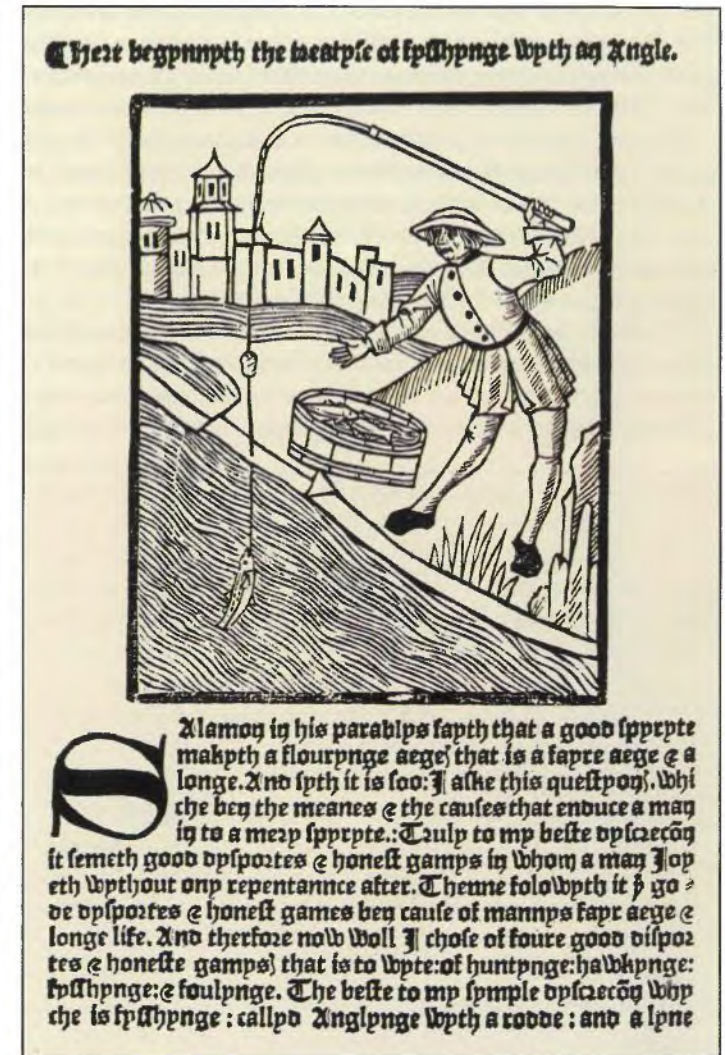 ¶Here begynnyth the treatyse of fysshynge wyth an Angle.
SAlamon in his parablys sayth that a good spyryte
makyth a flourynge aege, that is a fayre aege & a
longe. And syth it is soo: I aske this questyon, whi
che ben the meanes & the causes that enduce a man
in to a mery spyryte.: Truly to my beste dyscrecōn
it semeth good dysportes & honest gamys in whom a man Joy
eth wythout ony repentannce after. Thenne folowyth it þt go⸗
de dysportes & honest games ben cause of mannys fayr aege &
longe life. And therfore now woll I chose of foure good dispor
tes & honeste gamys, that is to wyte: of huntynge: hawkynge:
fysshynge: & foulynge. The beste to my symple dyscrecōn why
che is fysshynge: callyd Anglynge wyth a rodde: and a lyne